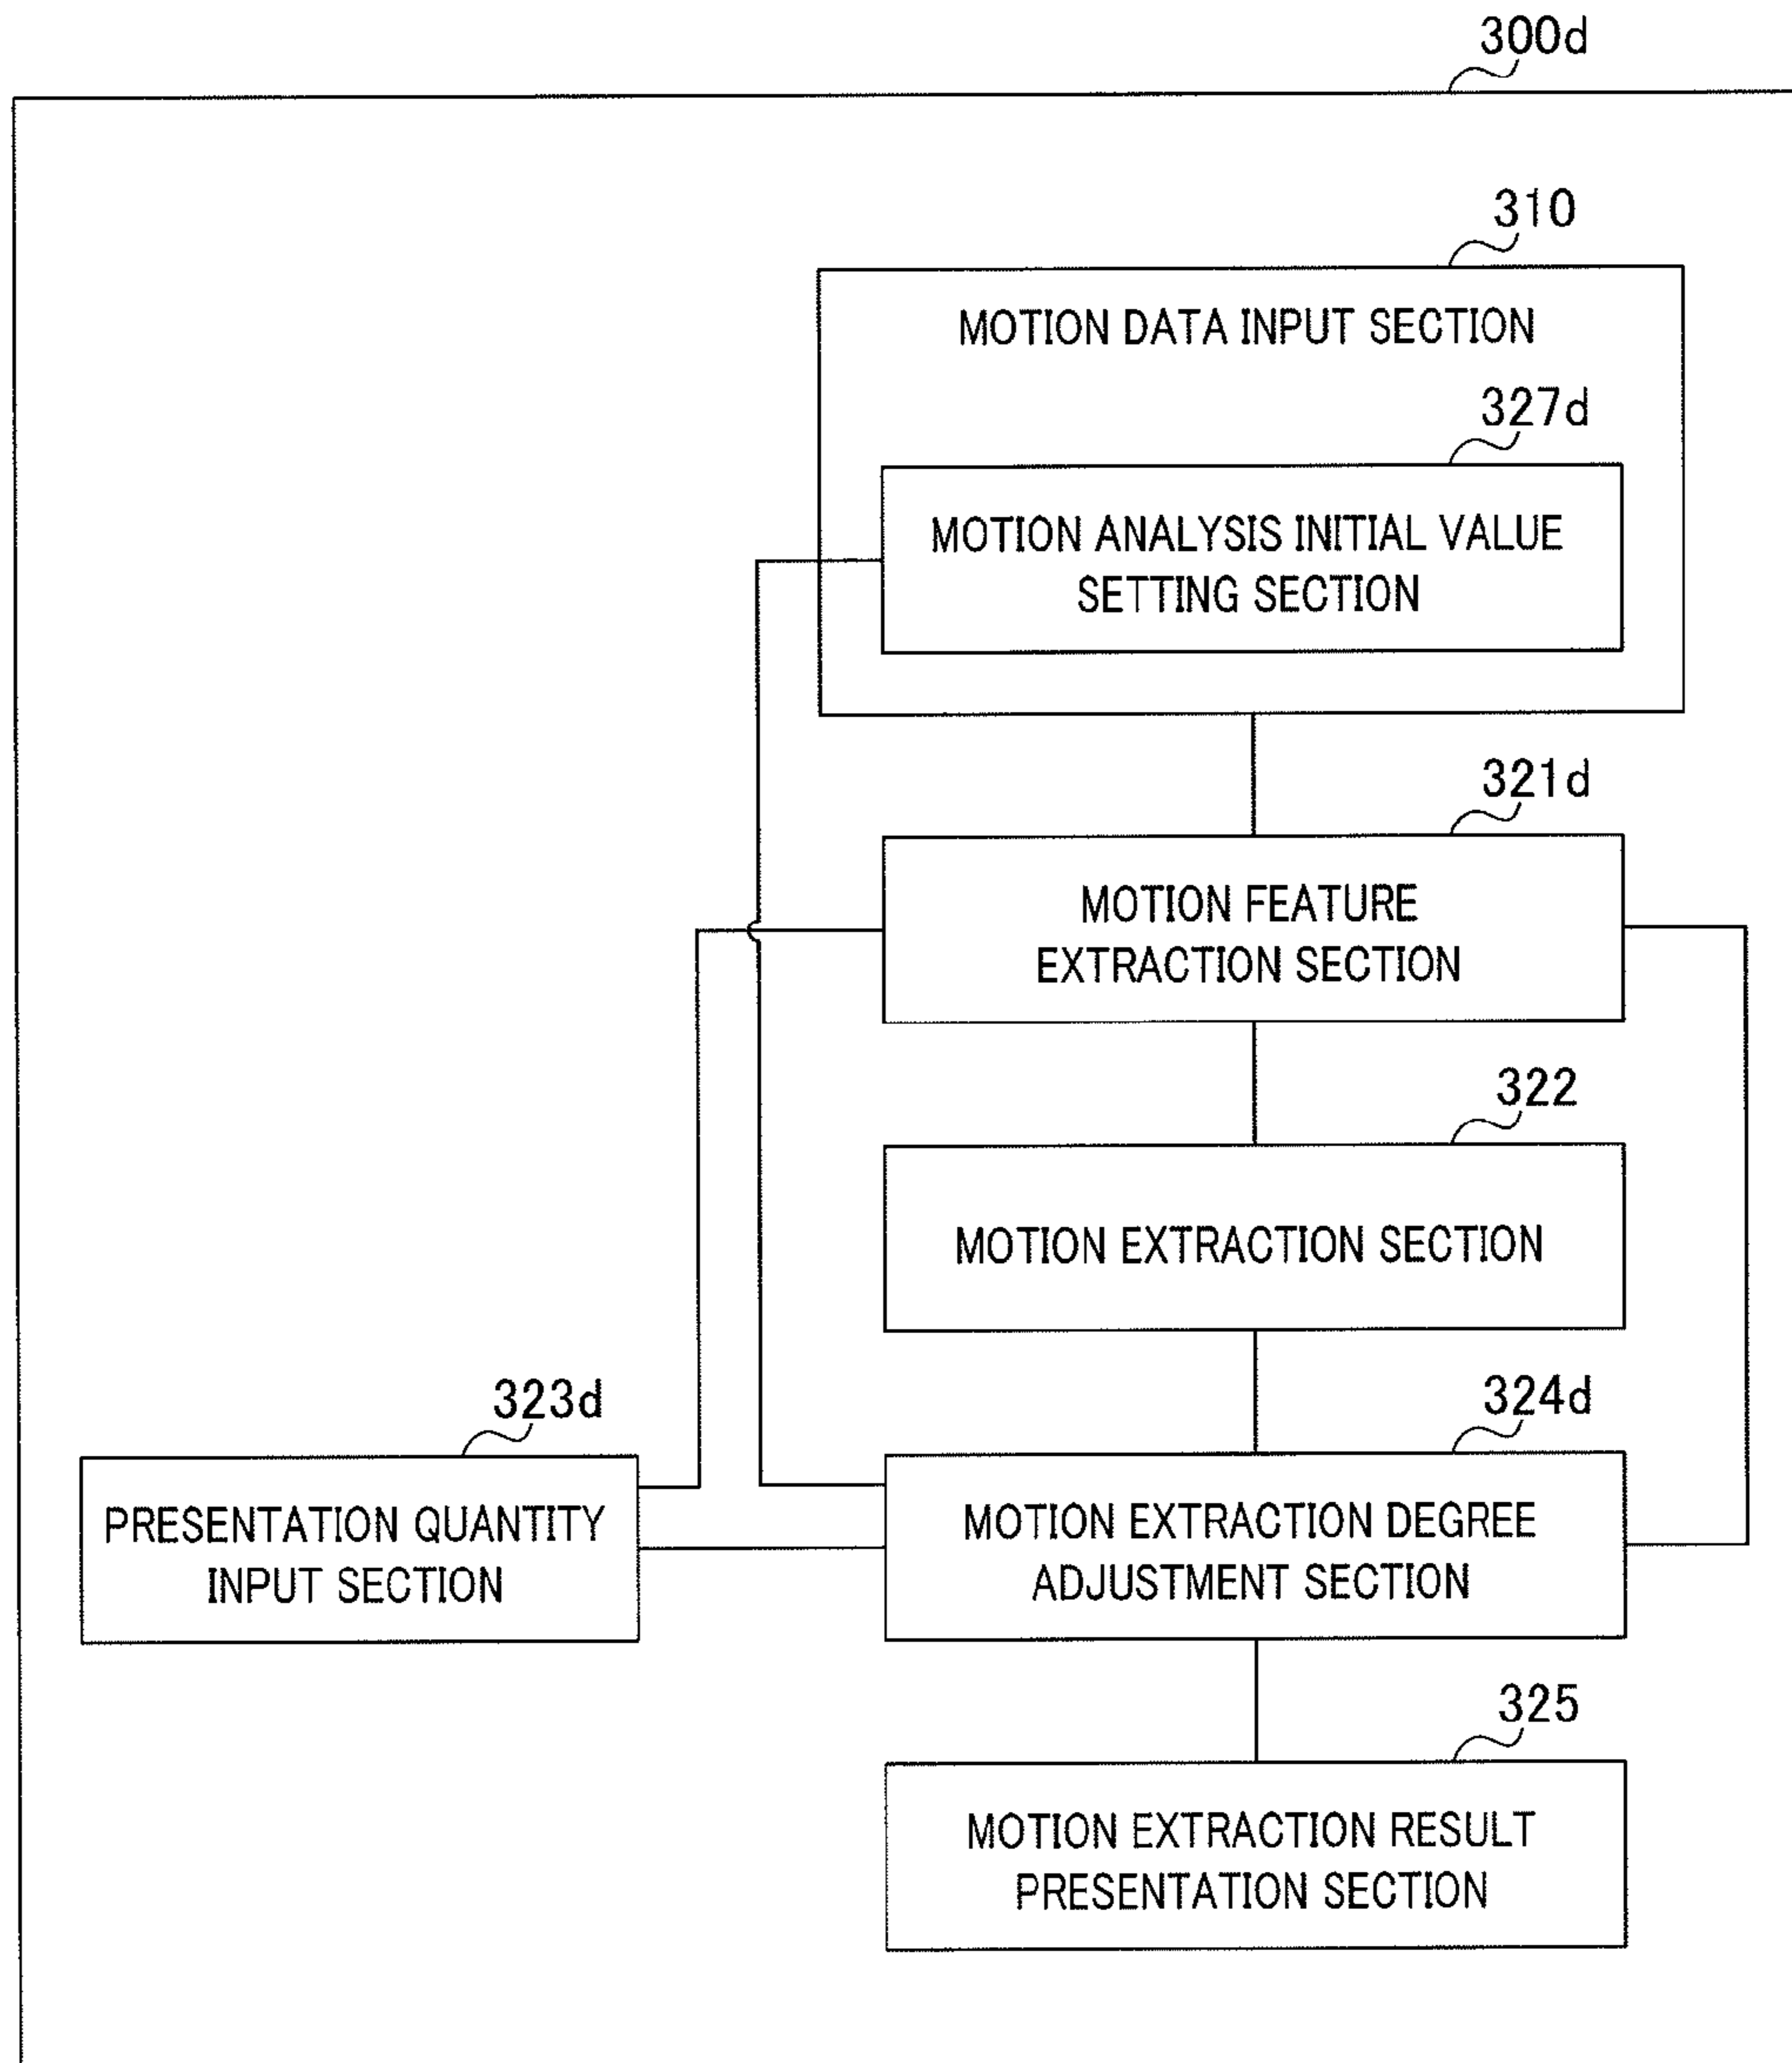 300d
310
MOTION DATA INPUT SECTION
327d
MOTION ANALYSIS INITIAL VALUE
SETTING SECTION
321d
MOTION FEATURE
EXTRACTION SECTION
322
MOTION EXTRACTION SECTION
323d
PRESENTATION QUANTITY
INPUT SECTION
324d
MOTION EXTRACTION DEGREE
ADJUSTMENT SECTION
325
MOTION EXTRACTION RESULT
PRESENTATION SECTION